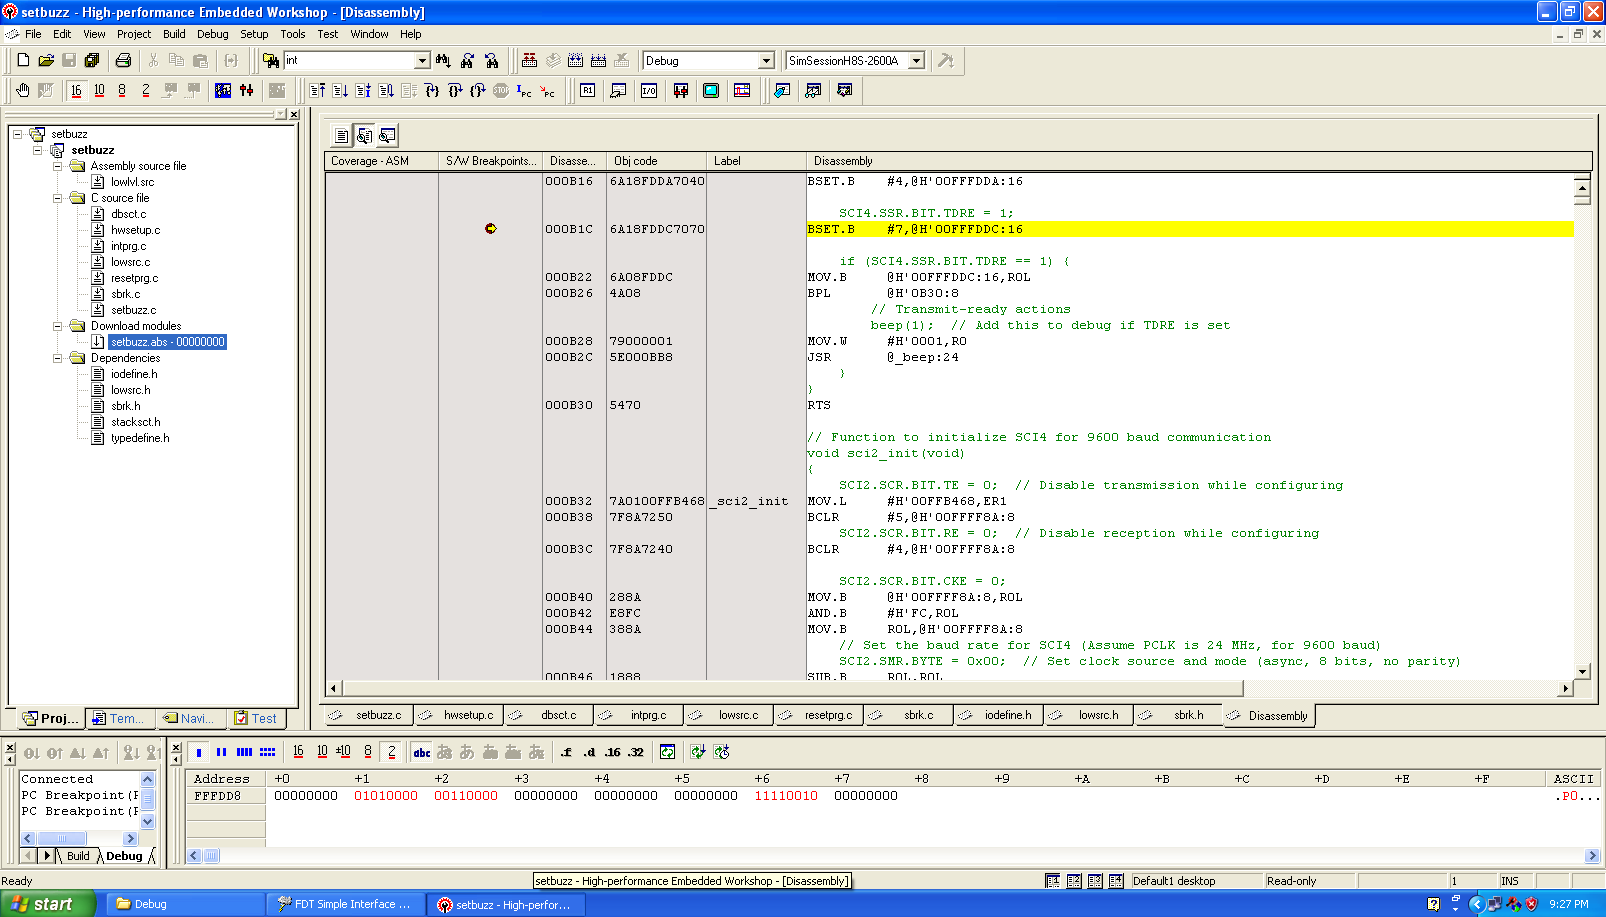 setbuzz - High-performance Embedded Workshop - [Disassembly]
File Edit View Project Build Debug Setup Tools Test Window Help
int Debug SimSessionH8S-2600A
16 10 8 2
STOP PC PC R1 I/O
setbuzz
setbuzz
Assembly source file
lowlvl.src
C source file
dbsct.c
hwsetup.c
intprg.c
lowsrc.c
resetprg.c
sbrk.c
setbuzz.c
Download modules
setbuzz.abs - 00000000
Dependencies
iodefine.h
lowsrc.h
sbrk.h
stacksct.h
typedefine.h
Proj... Tem... Navi... Test
Coverage - ASM S/W Breakpoints... Disasse... Obj code Label Disassembly
000B16 6A18FDDA7040 BSET.B #4,@H'00FFFDDA:16
SCI4.SSR.BIT.TDRE = 1;
000B1C 6A18FDDC7070 BSET.B #7,@H'00FFFDDC:16
if (SCI4.SSR.BIT.TDRE == 1) {
000B22 6A08FDDC MOV.B @H'00FFFDDC:16,R0L
000B26 4A08 BPL @H'0B30:8
// Transmit-ready actions
beep(1); // Add this to debug if TDRE is set
000B28 79000001 MOV.W #H'0001,R0
000B2C 5E000BB8 JSR @_beep:24
}
}
000B30 5470 RTS
// Function to initialize SCI4 for 9600 baud communication
void sci2_init(void)
{
SCI2.SCR.BIT.TE = 0; // Disable transmission while configuring
000B32 7A0100FFB468 _sci2_init MOV.L #H'00FFB468,ER1
000B38 7F8A7250 BCLR #5,@H'00FFFF8A:8
SCI2.SCR.BIT.RE = 0; // Disable reception while configuring
000B3C 7F8A7240 BCLR #4,@H'00FFFF8A:8
SCI2.SCR.BIT.CKE = 0;
000B40 288A MOV.B @H'00FFFF8A:8,R0L
000B42 E8FC AND.B #H'FC,R0L
000B44 388A MOV.B R0L,@H'00FFFF8A:8
// Set the baud rate for SCI4 (Assume PCLK is 24 MHz, for 9600 baud)
SCI2.SMR.BYTE = 0x00; // Set clock source and mode (async, 8 bits, no parity)
000B46 1888 SUB.B R0L,R0L
setbuzz.c hwsetup.c dbsct.c intprg.c lowsrc.c resetprg.c sbrk.c iodefine.h lowsrc.h sbrk.h Disassembly
16 10 ±10 8 2 abc .f .d .16 .32
Connected
PC Breakpoint(F
PC Breakpoint(F
Build Debug
Address +0 +1 +2 +3 +4 +5 +6 +7 +8 +9 +A +B +C +D +E +F ASCII
FFFDD8 00000000 01010000 00110000 00000000 00000000 00000000 11110010 00000000 .P0...
Ready setbuzz - High-performance Embedded Workshop - [Disassembly] Default1 desktop Read-only 1 INS
start Debug FDT Simple Interface ... setbuzz - High-perfor... 9:27 PM